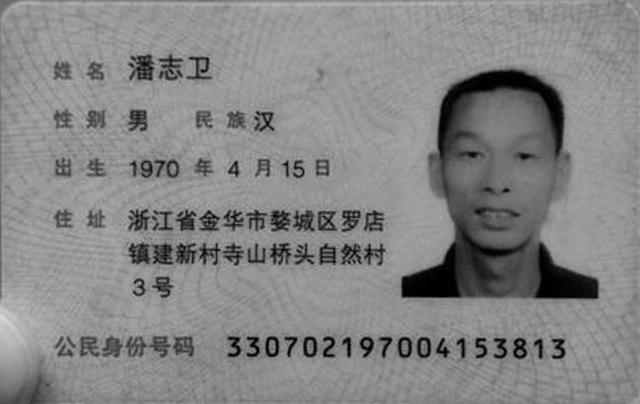 姓名 潘志卫
性别 男 民族 汉
出生 1970 年 4 月 15 日
住址 浙江省金华市婺城区罗店
镇建新村寺山桥头自然村
3号
公民身份号码 330702197004153813